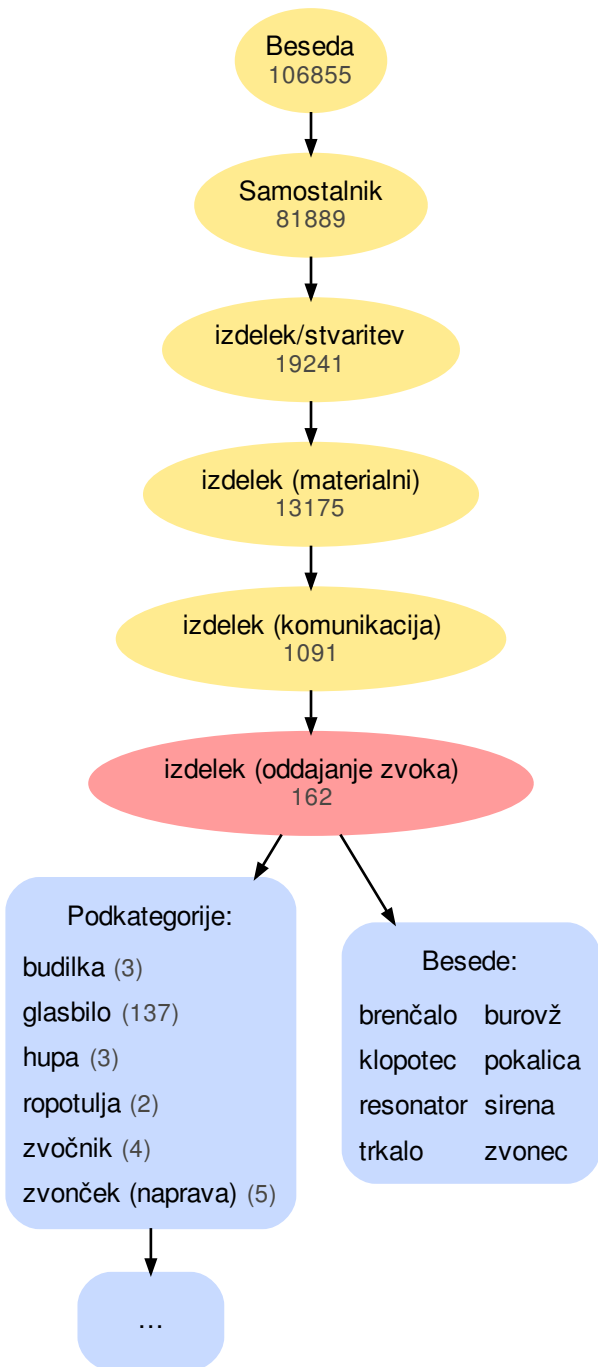 Beseda
106855
Samostalnik
81889
izdelek/stvaritev
19241
izdelek (materialni)
13175
izdelek (komunikacija)
1091
izdelek (oddajanje zvoka)
162
Podkategorije:
budilka (3)
glasbilo (137)
hupa (3)
ropotulja (2)
zvočnik (4)
zvonček (naprava) (5)
...
Besede:
brenčalo burovž
klopotec pokalica
resonator sirena
trkalo zvonec